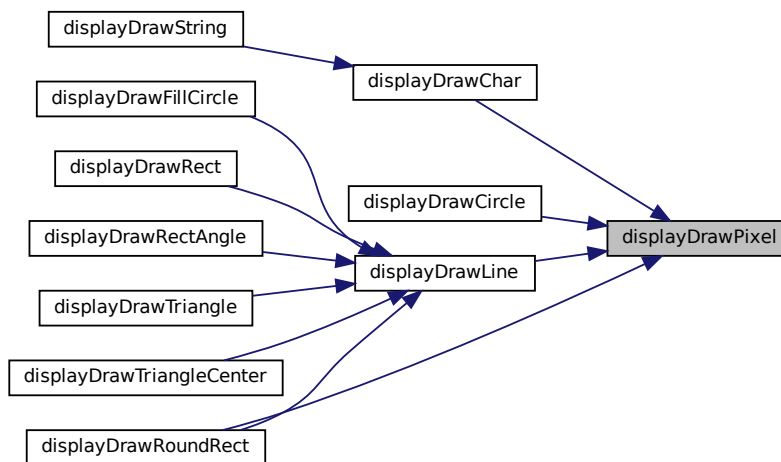 displayDrawString
displayDrawChar
displayDrawFillCircle
displayDrawRect
displayDrawCircle
displayDrawPixel
displayDrawRectAngle
displayDrawLine
displayDrawTriangle
displayDrawTriangleCenter
displayDrawRoundRect